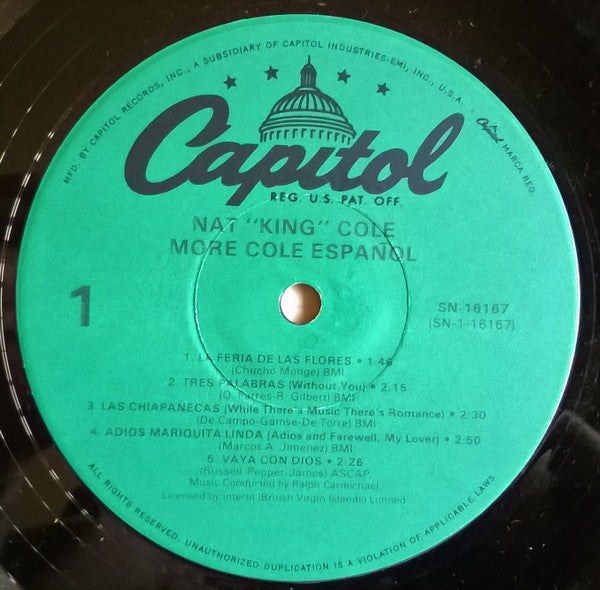 MFD. BY CAPITOL RECORDS, INC., A SUBSIDIARY OF CAPITOL INDUSTRIES-EMI, INC., U.S.A.
Capitol MARCA REG.
Capitol
REG. U.S. PAT. OFF.
NAT "KING" COLE
MORE COLE ESPAÑOL
1
SN-16167
(SN-1-16167)
1. LA FERIA DE LAS FLORES • 1:46
(Chucho Monge) BMI
2. TRES PALABRAS (Without You) • 2:15
(O. Farres-R. Gilbert) BMI
3. LAS CHIAPANECAS (While There's Music There's Romance) • 2:30
(De Campo-Gamse-De Torre) BMI
4. ADIOS MARIQUITA LINDA (Adios and Farewell, My Lover) • 2:50
(Marcos A. Jimenez) BMI
5. VAYA CON DIOS • 2:26
(Russell-Pepper-James) ASCAP
Music Conducted by Ralph Carmichael
Licensed by Interlit (British Virgin Islands) Limited
ALL RIGHTS RESERVED. UNAUTHORIZED DUPLICATION IS A VIOLATION OF APPLICABLE LAWS.